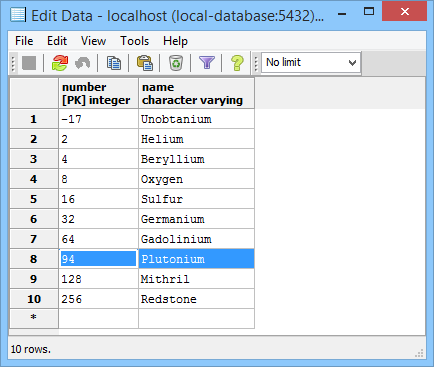 Edit Data - localhost (local-database:5432)...
File Edit View Tools Help
No limit
number name
[PK] integer character varying
1 -17 Unobtanium
2 2 Helium
3 4 Beryllium
4 8 Oxygen
5 16 Sulfur
6 32 Germanium
7 64 Gadolinium
8 94 Plutonium
9 128 Mithril
10 256 Redstone
*
10 rows.